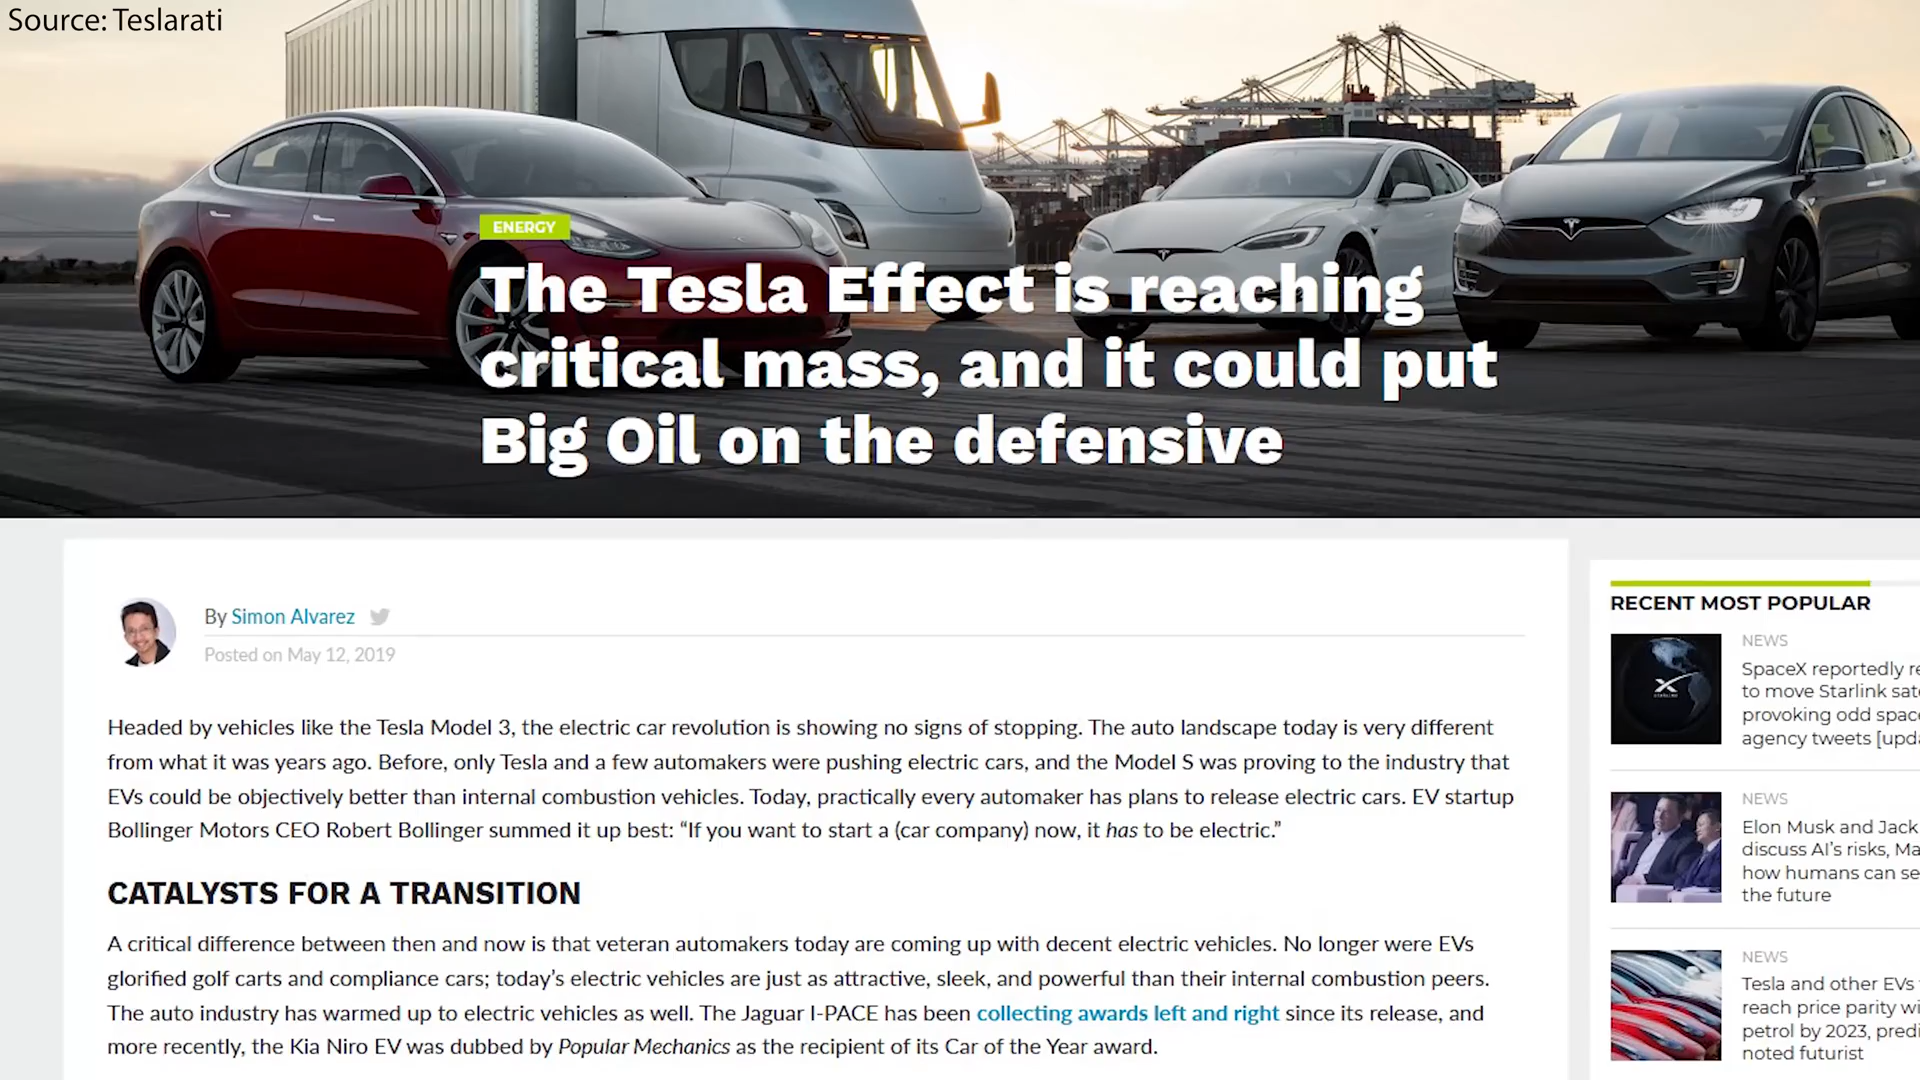 Source: Teslarati
ENERGY
The Tesla Effect is reaching
critical mass, and it could put
Big Oil on the defensive
By Simon Alvarez
Posted on May 12, 2019
Headed by vehicles like the Tesla Model 3, the electric car revolution is showing no signs of stopping. The auto landscape today is very different
from what it was years ago. Before, only Tesla and a few automakers were pushing electric cars, and the Model S was proving to the industry that
EVs could be objectively better than internal combustion vehicles. Today, practically every automaker has plans to release electric cars. EV startup
Bollinger Motors CEO Robert Bollinger summed it up best: “If you want to start a (car company) now, it has to be electric.”
CATALYSTS FOR A TRANSITION
A critical difference between then and now is that veteran automakers today are coming up with decent electric vehicles. No longer were EVs
glorified golf carts and compliance cars; today’s electric vehicles are just as attractive, sleek, and powerful than their internal combustion peers.
The auto industry has warmed up to electric vehicles as well. The Jaguar I-PACE has been collecting awards left and right since its release, and
more recently, the Kia Niro EV was dubbed by Popular Mechanics as the recipient of its Car of the Year award.
RECENT MOST POPULAR
NEWS
SpaceX reportedly re
to move Starlink sate
provoking odd space
agency tweets [upda
NEWS
Elon Musk and Jack
discuss AI’s risks, Ma
how humans can se
the future
NEWS
Tesla and other EVs
reach price parity wi
petrol by 2023, predi
noted futurist